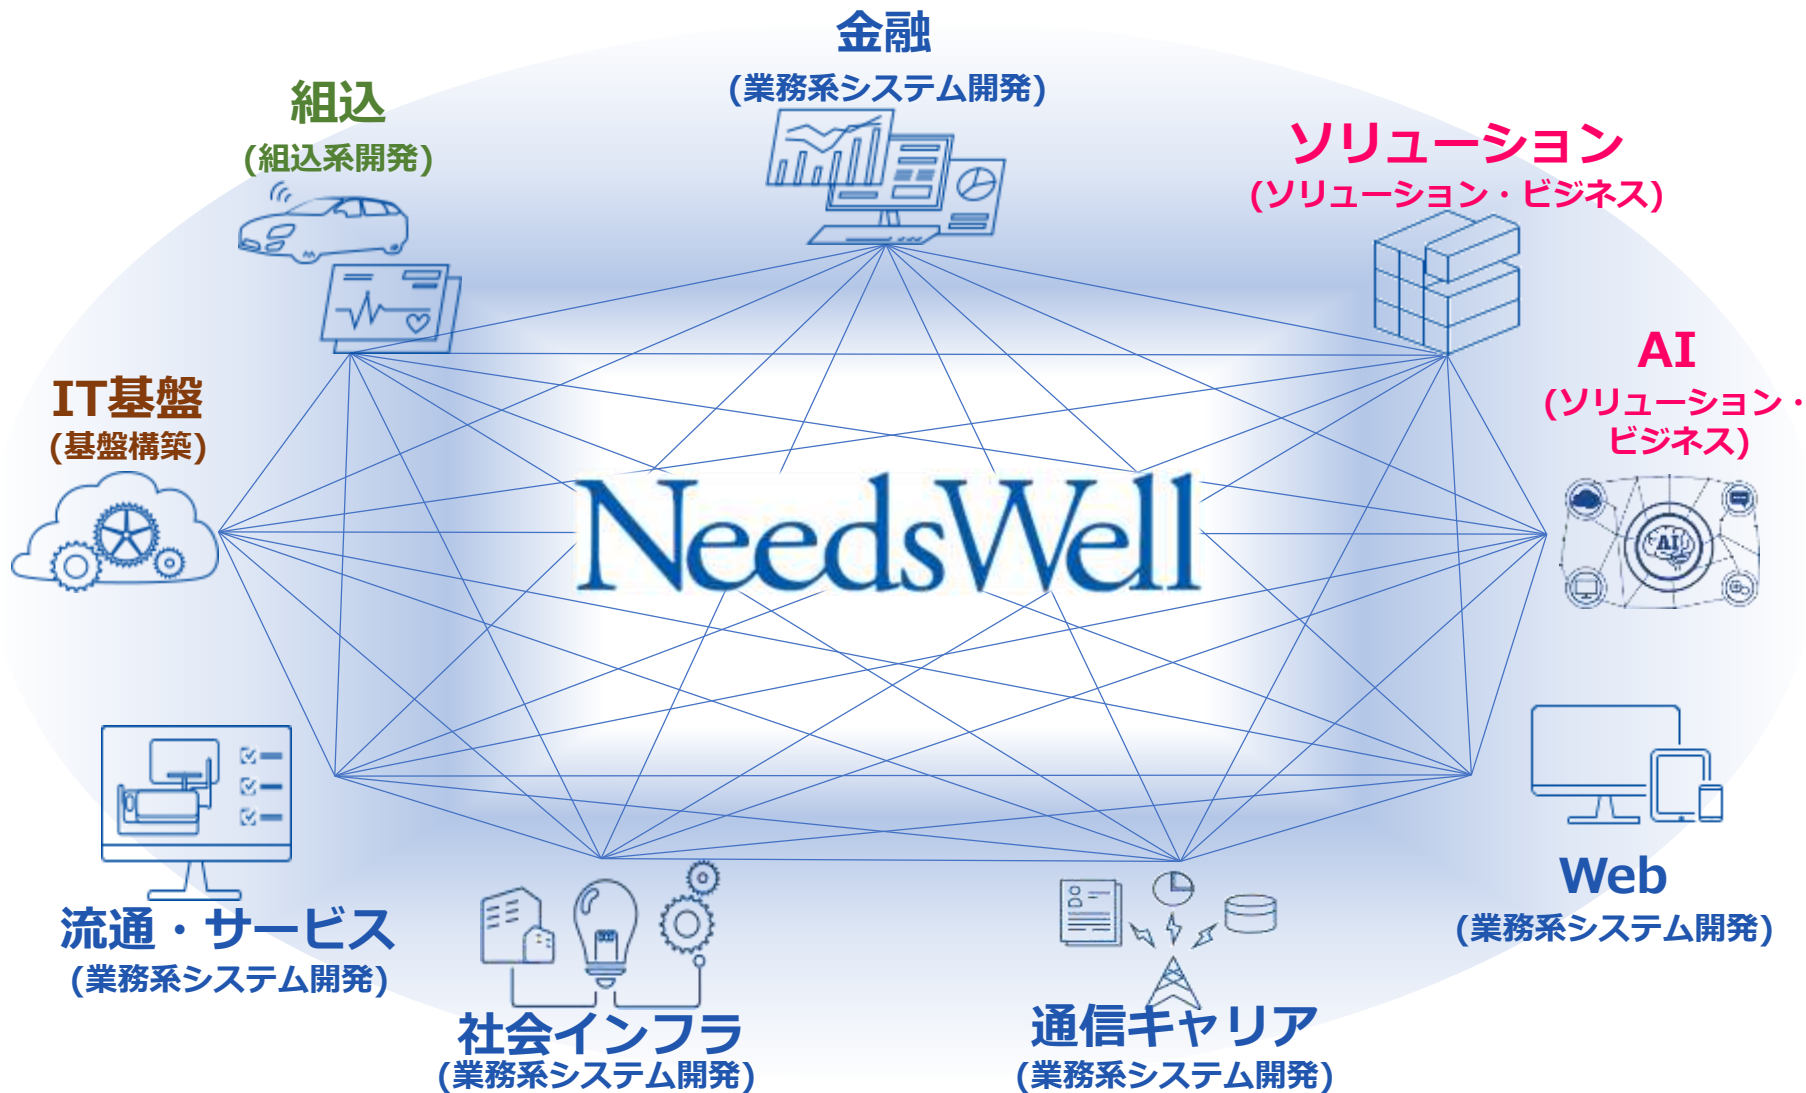 金融
(業務系システム開発)
組込
(組込系開発)
ソリューション
(ソリューション・ビジネス)
AI
(ソリューション・
ビジネス)
IT基盤
(基盤構築)
NeedsWell
AI
Web
(業務系システム開発)
流通・サービス
(業務系システム開発)
社会インフラ
(業務系システム開発)
通信キャリア
(業務系システム開発)